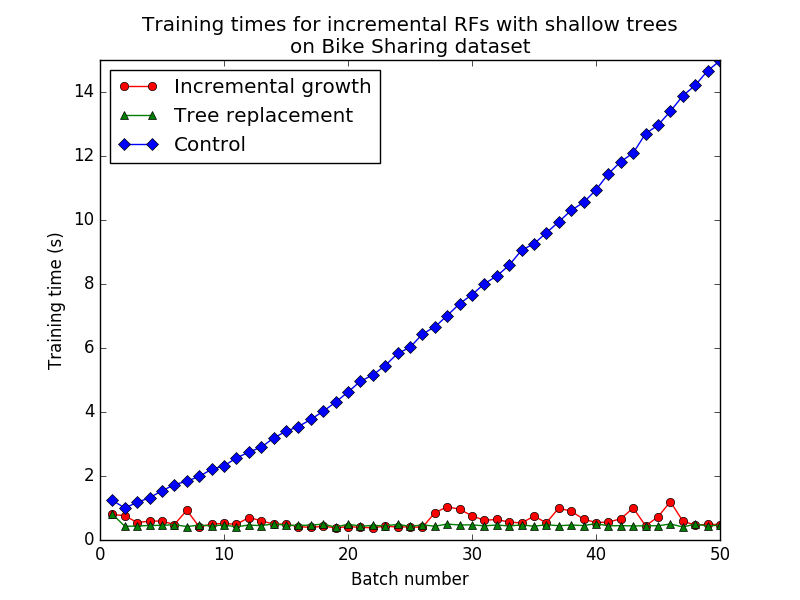 Training times for incremental RFs with shallow trees
on Bike Sharing dataset
Incremental growth
Tree replacement
Control
Training time (s)
14
12
10
8
6
4
2
0
0 10 20 30 40 50
Batch number